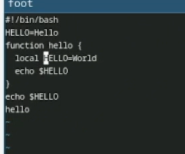 foot
#!/bin/bash
HELLO=Hello
function hello {
  local HELLO=World
  echo $HELLO
}
echo $HELLO
hello
~
~
~